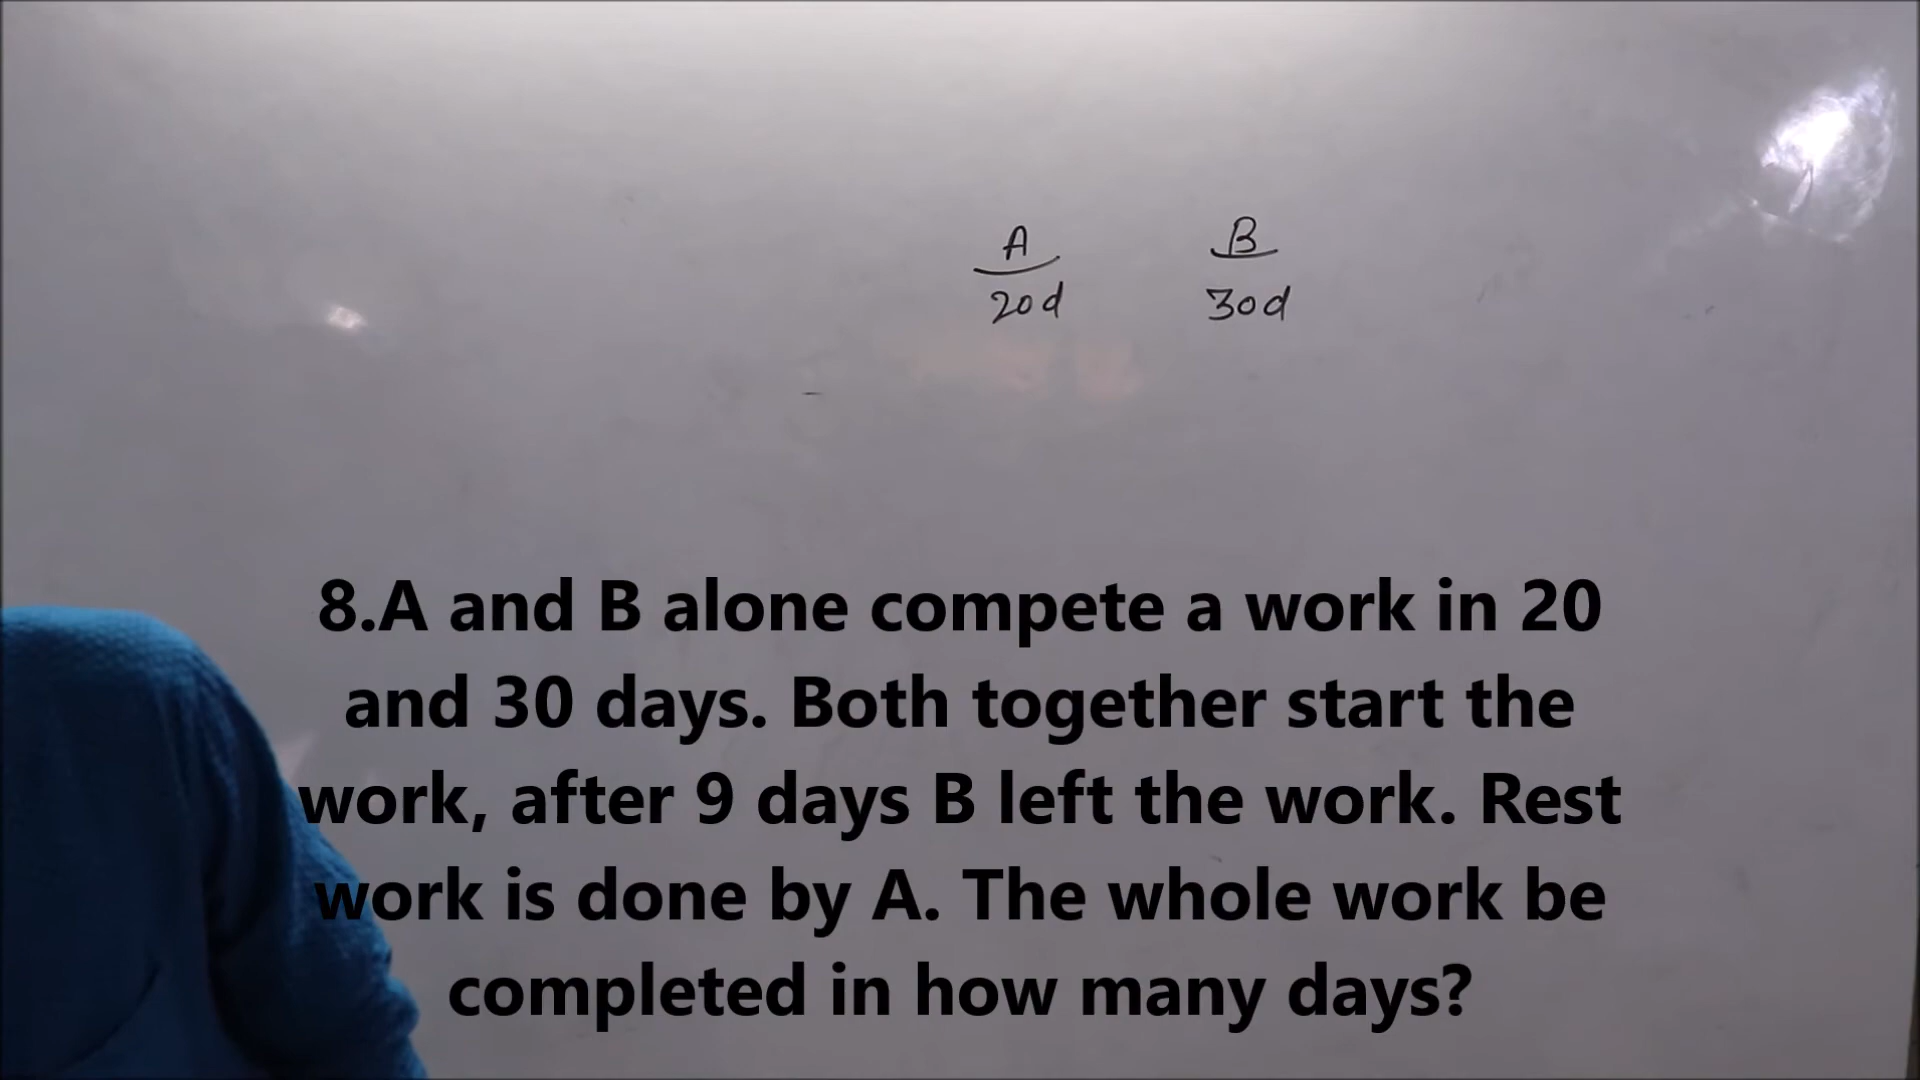 A B
20d 30d
8.A and B alone compete a work in 20
and 30 days. Both together start the
work, after 9 days B left the work. Rest
work is done by A. The whole work be
completed in how many days?